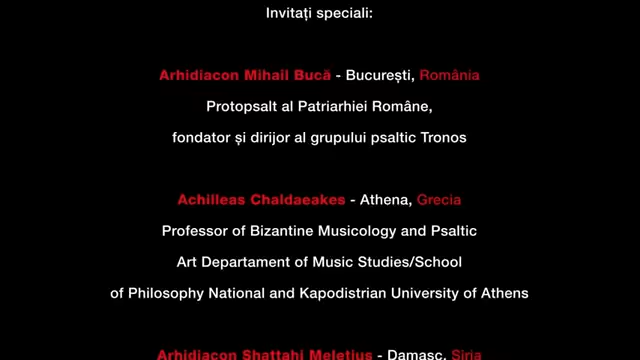 Invitați speciali:
Arhidiacon Mihail Bucă - București, România
Protopsalt al Patriarhiei Române,
fondator și dirijor al grupului psaltic Tronos
Achilleas Chaldaeakes - Athena, Grecia
Professor of Bizantine Musicology and Psaltic
Art Departament of Music Studies/School
of Philosophy National and Kapodistrian University of Athens
Arhidiacon Shattahi Meletius - Damasc, Siria